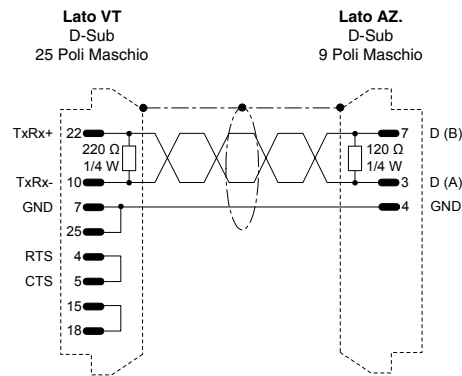 Lato VT
D-Sub
25 Poli Maschio
Lato AZ.
D-Sub
9 Poli Maschio
TxRx+ 22
220 Ω
1/4 W
TxRx- 10
GND 7
25
RTS 4
CTS 5
15
18
7 D (B)
120 Ω
1/4 W
3 D (A)
4 GND